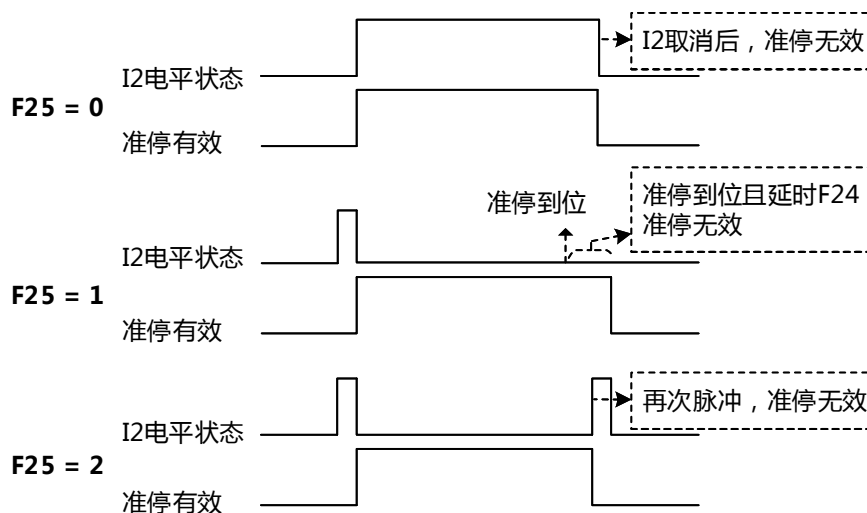 I2取消后，准停无效
I2电平状态
F25 = 0
准停有效
准停到位
准停到位且延时F24
准停无效
I2电平状态
F25 = 1
准停有效
再次脉冲，准停无效
I2电平状态
F25 = 2
准停有效